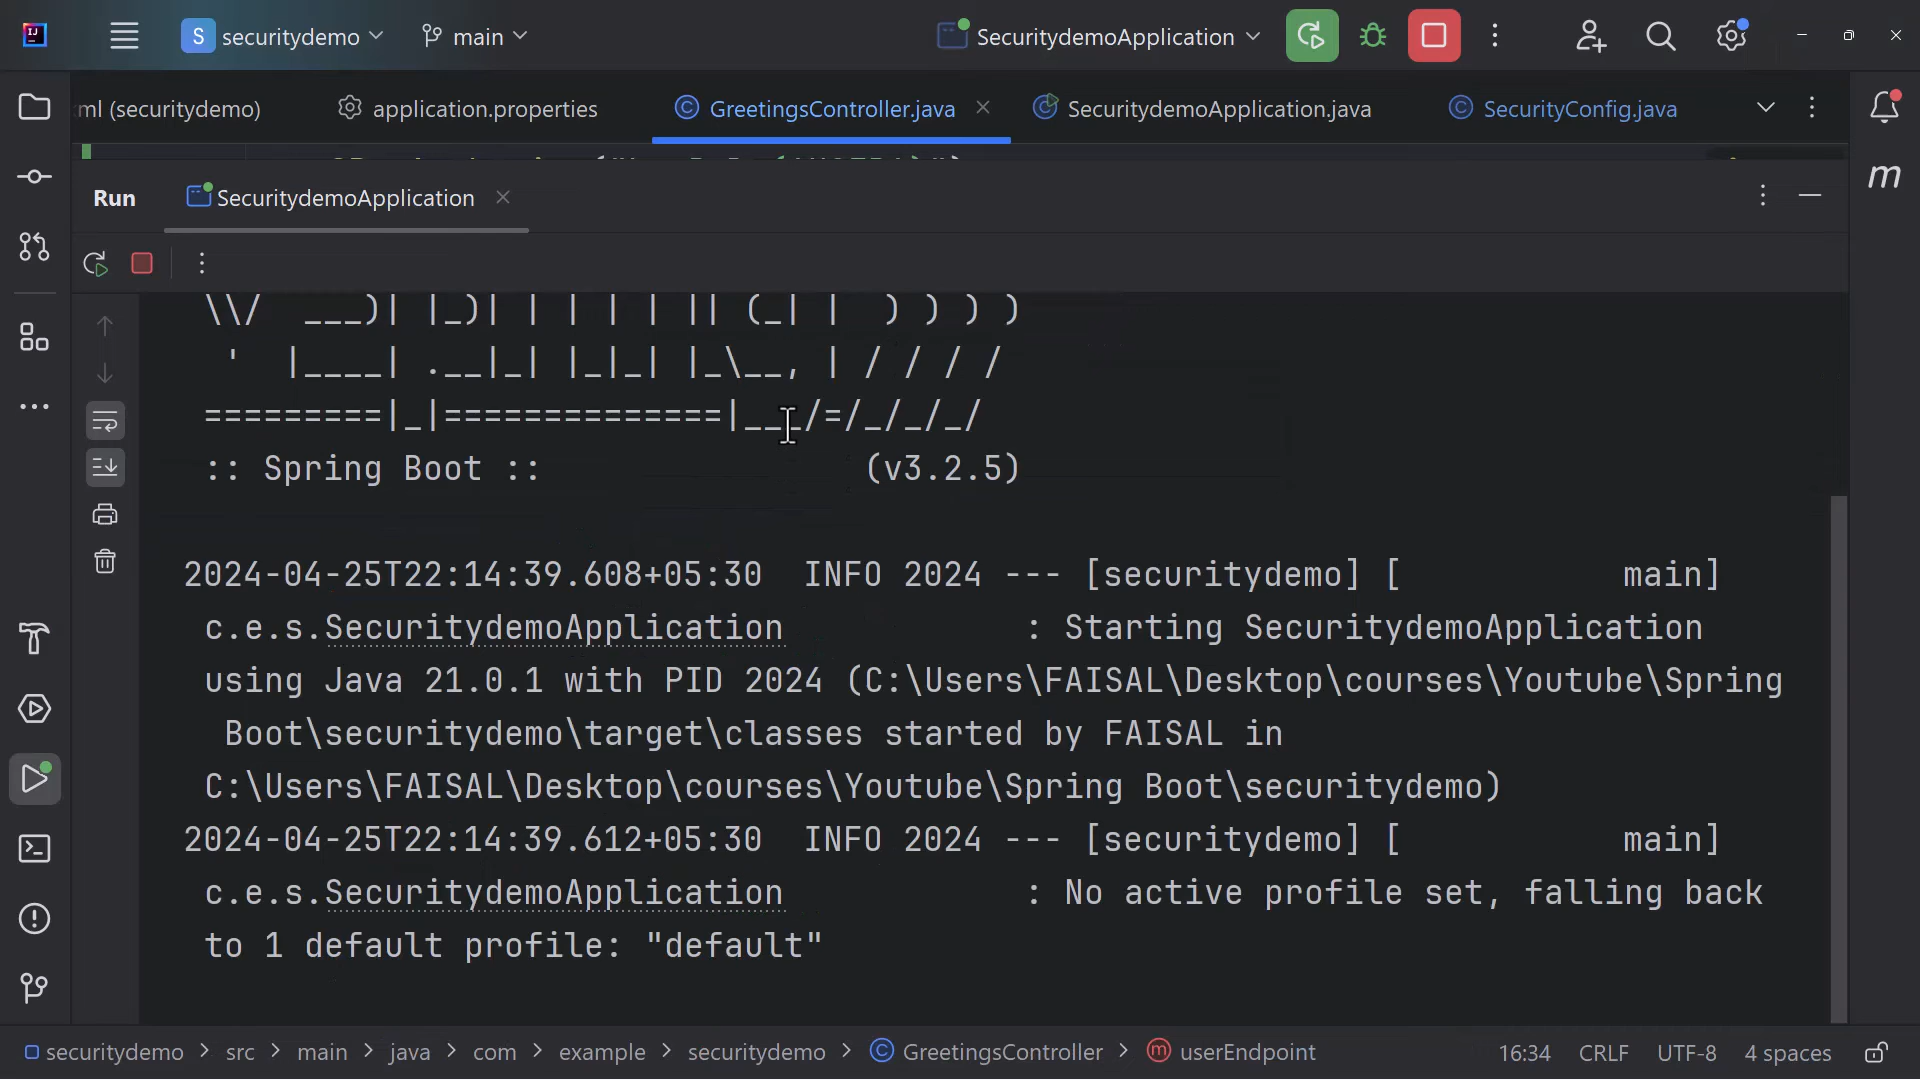 S securitydemo main SecuritydemoApplication
ml (securitydemo) application.properties GreetingsController.java SecuritydemoApplication.java SecurityConfig.java
m
Run SecuritydemoApplication
\\/  ___)| |_)| | | | | || (_| |  ) ) ) )
 '  |____| .__|_| |_|_| |_\__, | / / / /
=========|_|==============|___/=/_/_/_/
:: Spring Boot ::                (v3.2.5)
2024-04-25T22:14:39.608+05:30  INFO 2024 --- [securitydemo] [           main]
c.e.s.SecuritydemoApplication            : Starting SecuritydemoApplication
using Java 21.0.1 with PID 2024 (C:\Users\FAISAL\Desktop\courses\Youtube\Spring
Boot\securitydemo\target\classes started by FAISAL in
C:\Users\FAISAL\Desktop\courses\Youtube\Spring Boot\securitydemo)
2024-04-25T22:14:39.612+05:30  INFO 2024 --- [securitydemo] [           main]
c.e.s.SecuritydemoApplication            : No active profile set, falling back
to 1 default profile: "default"
securitydemo > src > main > java > com > example > securitydemo > GreetingsController > userEndpoint 16:34 CRLF UTF-8 4 spaces